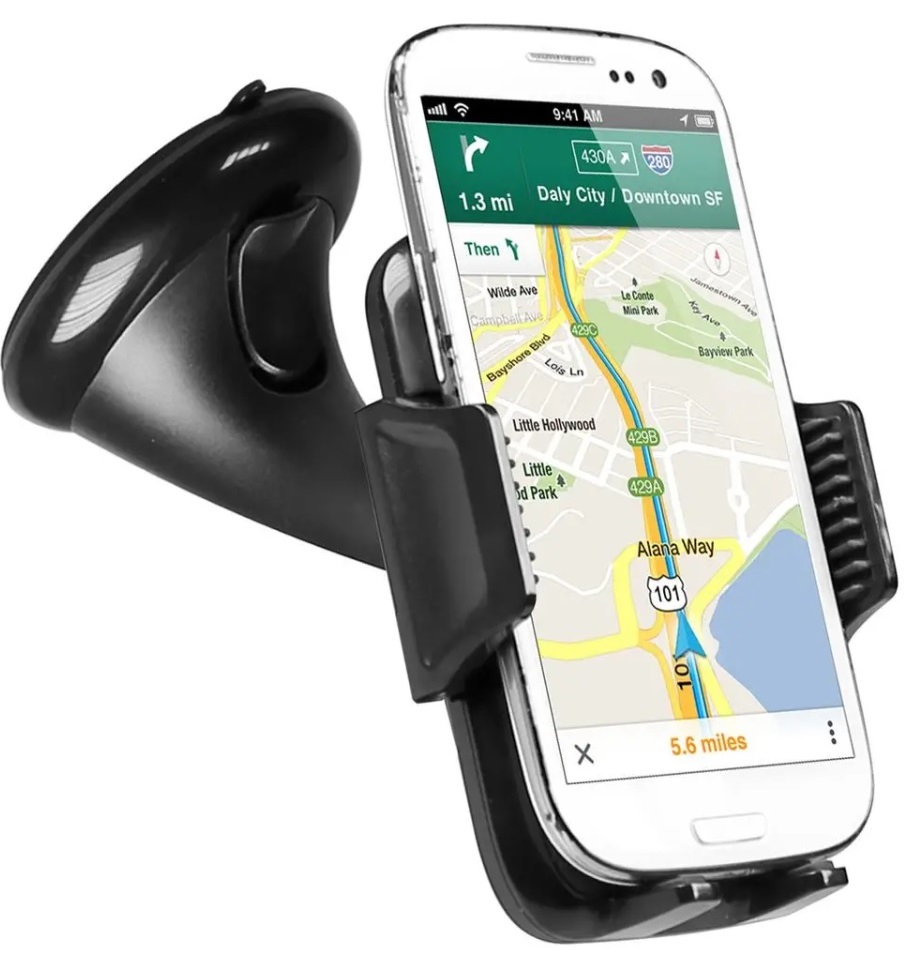 9:41 AM
430A
280
1.3 mi
Daly City / Downtown SF
Then
Wilde Ave
Campbell Ave
Le Conte
Mini Park
Jamestown Ave
Key Ave
429C
Bayshore Blvd
Lois Ln
Bayview Park
Little Hollywood
429B
Little
d Park
429A
Alana Way
101
101
5.6 miles